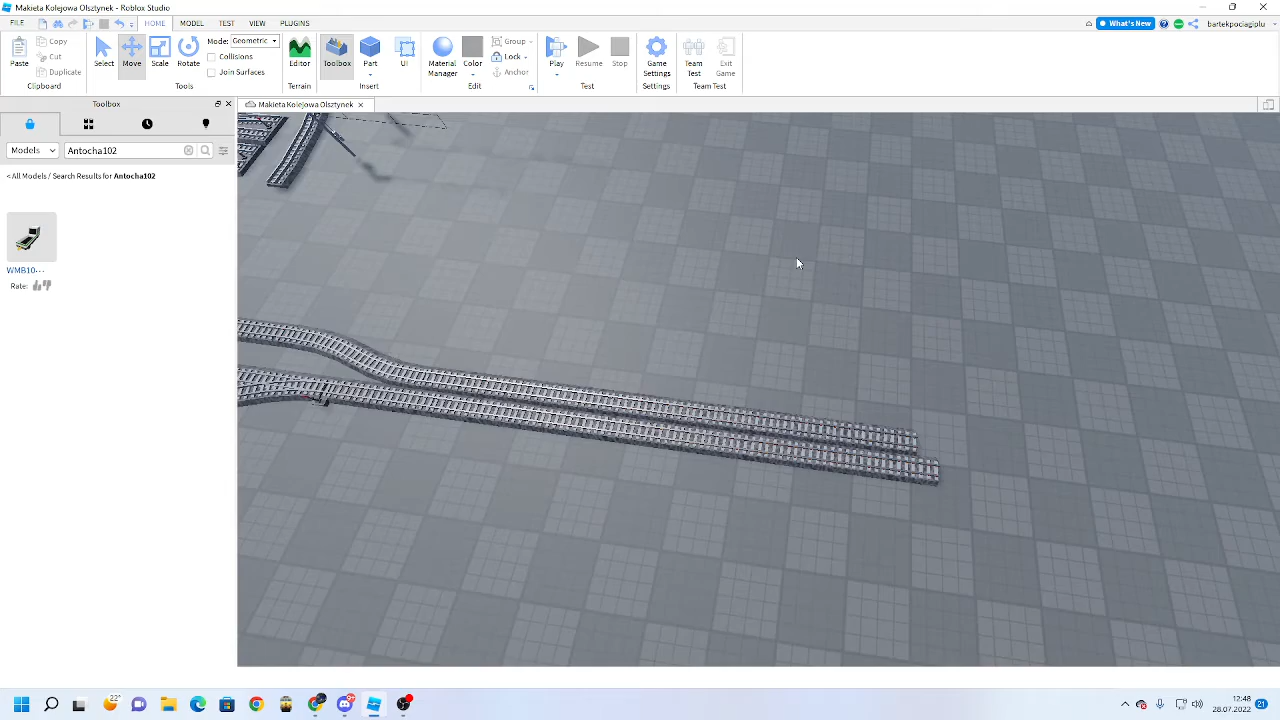 Makieta Kolejowa Olsztynek - Roblox Studio
FILE HOME MODEL TEST VIEW PLUGINS What's New bartekpociagiplu
Paste Copy Cut Duplicate Clipboard
Select Move Scale Rotate Mode: Geometric Collisions Join Surfaces Tools
Editor Terrain
Toolbox Part UI Insert
Material Manager Color Group Lock Anchor Edit
Play Resume Stop Test
Game Settings Settings
Team Test Exit Game Team Test
Toolbox Makieta Kolejowa Olsztynek
Models Antocha102
< All Models / Search Results for Antocha102
WMB10...
Rate:
22°
9+
12:48
28.07.2022 21